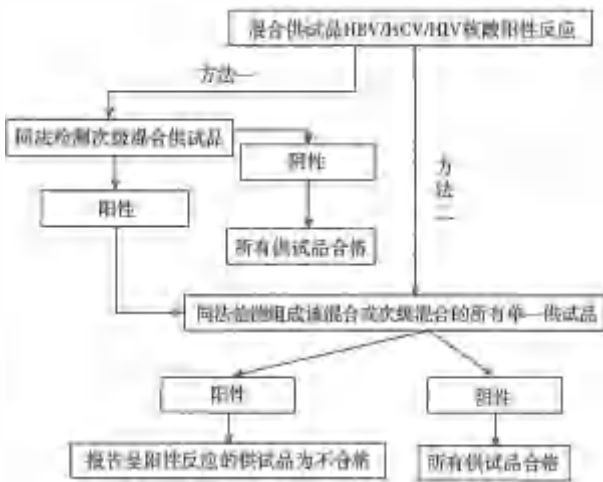 混合供试品HBV/HCV/HIV核酸阳性反应
方法一
同法检测次级混合供试品
阴性
方法二
阳性
所有供试品合格
同法检测组成该混合或次级混合的所有单一供试品
阳性
阴性
报告呈阳性反应的供试品为不合格
所有供试品合格